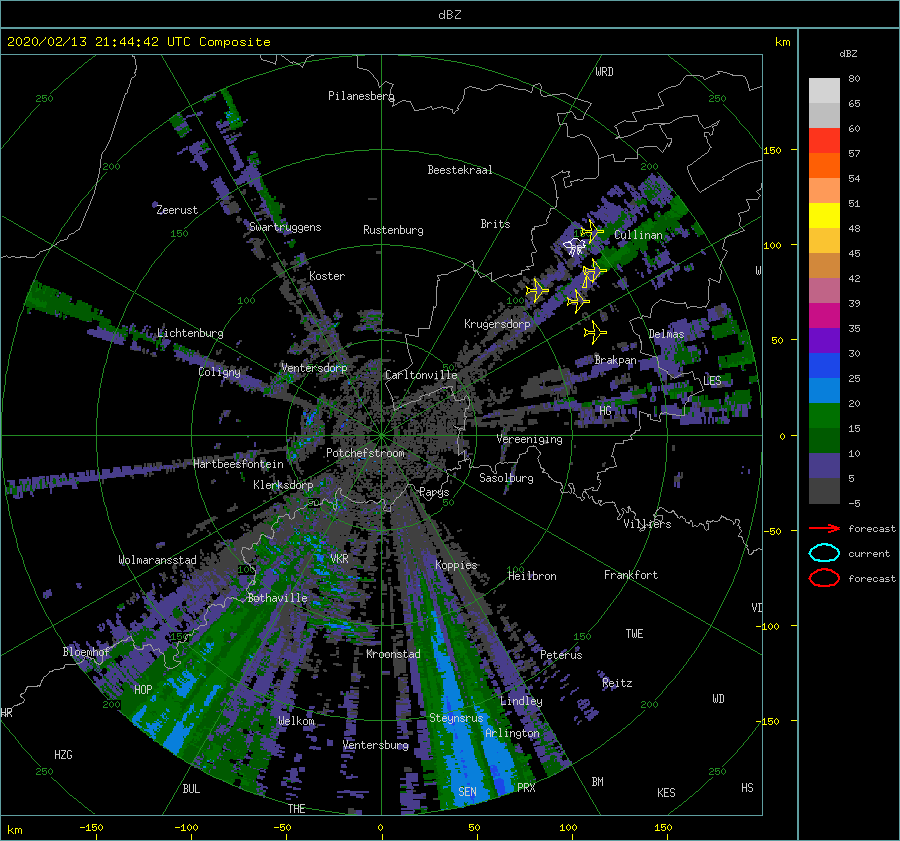 dBZ
2020/02/13 21:44:42 UTC Composite
km
dBZ
WRD
80
250
Pilanesberg
250
65
60
150
57
200
Beestekraal
200
54
Zeerust
51
Swartruggens
Rustenburg
Brits
150
Cullinan
48
100
W
45
Koster
42
100
100
39
Krugersdorp
35
Lichtenburg
Delmas
50
30
Coligny
Ventersdorp
Carltonville
Brakpan
25
LES
20
HG
15
Vereeniging
0
10
Hartbeesfontein
Potchefstroom
5
Klerksdorp
Sasolburg
Parys
-5
50
50
Villiers
forecast
-50
Wolmaransstad
VKR
Koppies
current
100
100
Heilbron
Frankfort
forecast
Bothaville
VI
-100
150
150
TWE
Bloemhof
Kroonstad
Peterus
HOP
Reitz
200
Lindley
200
WD
HR
Welkom
Steynsrus
-150
Arlington
HZG
Ventersburg
250
250
BUL
SEN
PRX
BM
KES
HS
THE
km
-150
-100
-50
0
50
100
150